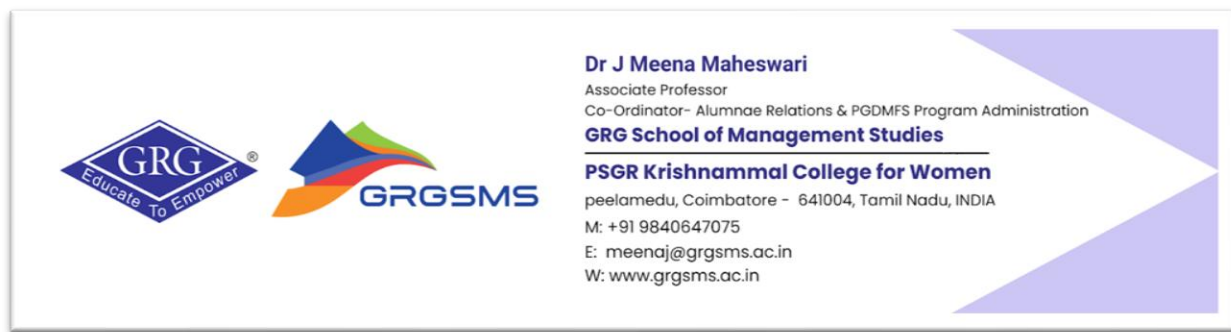 GRG
®
Educate To Empower
GRGSMS
Dr J Meena Maheswari
Associate Professor
Co-Ordinator- Alumnae Relations & PGDMFS Program Administration
GRG School of Management Studies
PSGR Krishnammal College for Women
peelamedu, Coimbatore - 641004, Tamil Nadu, INDIA
M: +91 9840647075
E: meenaj@grgsms.ac.in
W: www.grgsms.ac.in